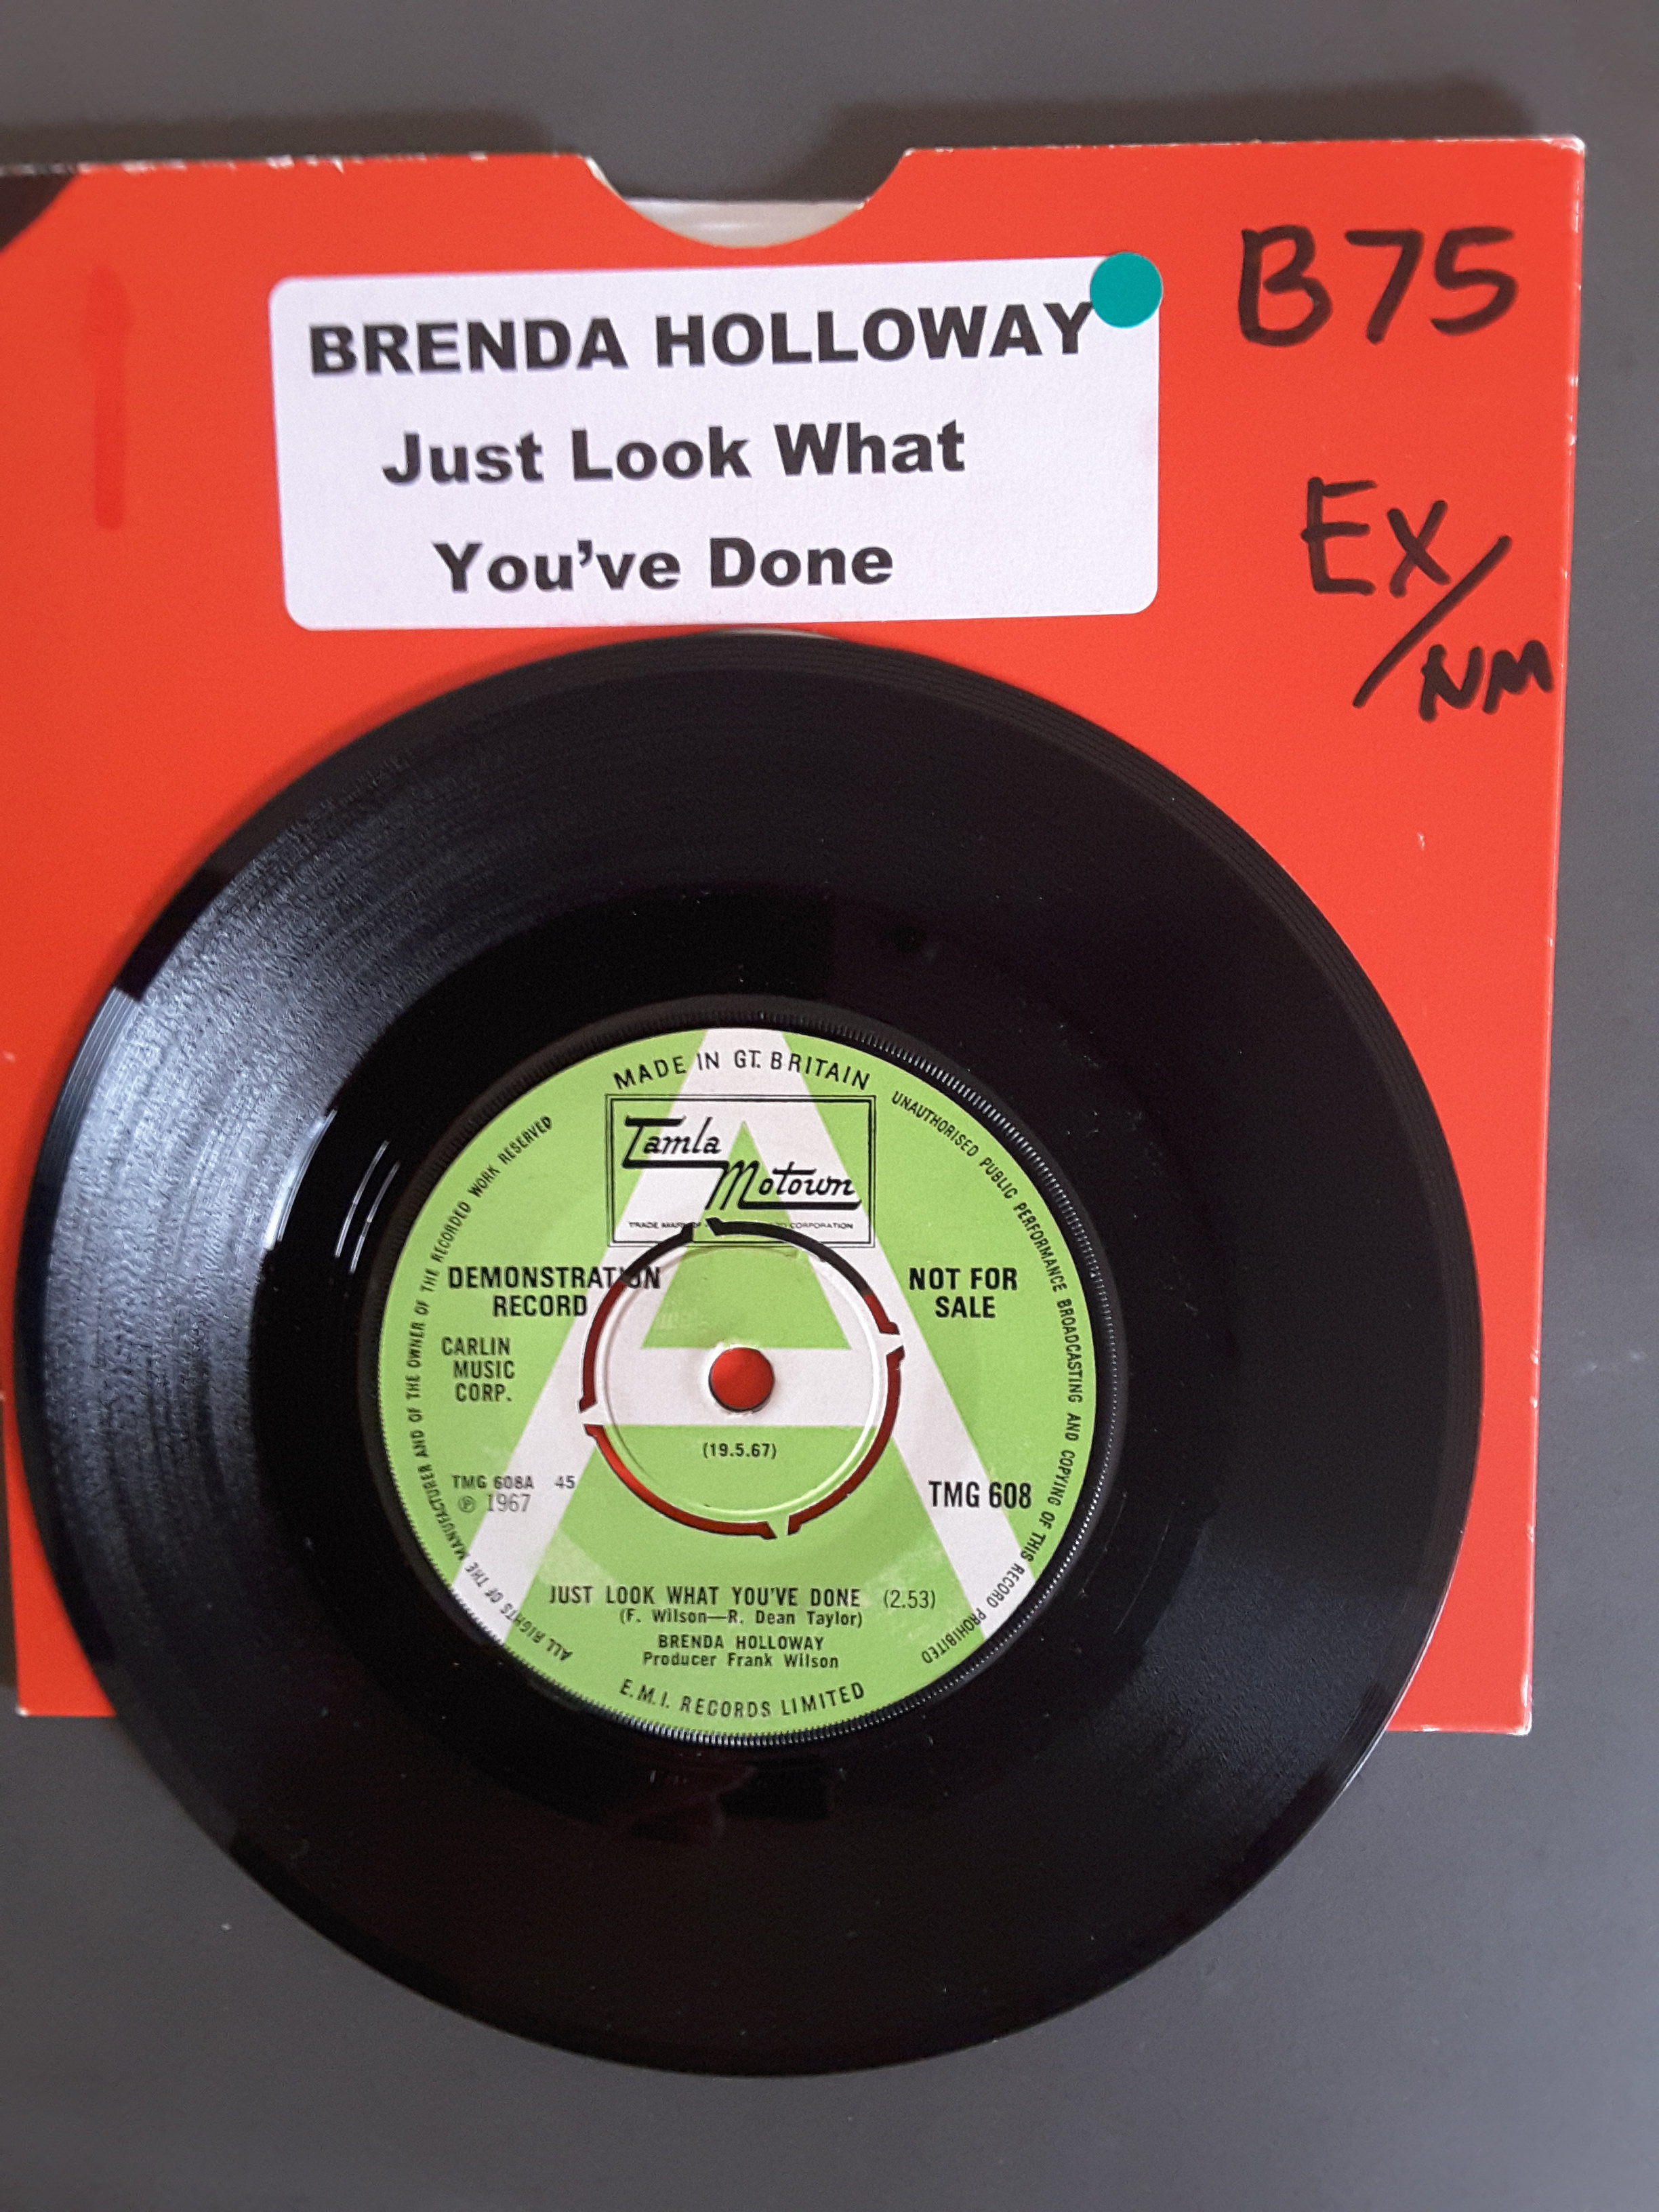 B75
BRENDA HOLLOWAY
Just Look What
You've Done
EX/NM
MADE IN GT. BRITAIN
Tamla
Motown
TRADE MARK OF CORPORATION
DEMONSTRATION
RECORD
NOT FOR
SALE
CARLIN
MUSIC
CORP.
(19.5.67)
TMG 608A 45
℗ 1967
TMG 608
JUST LOOK WHAT YOU'VE DONE (2.53)
(F. Wilson—R. Dean Taylor)
BRENDA HOLLOWAY
Producer Frank Wilson
E.M.I. RECORDS LIMITED
ALL RIGHTS OF THE MANUFACTURER AND OF THE OWNER OF THE RECORDED WORK RESERVED
UNAUTHORISED PUBLIC PERFORMANCE BROADCASTING AND COPYING OF THIS RECORD PROHIBITED